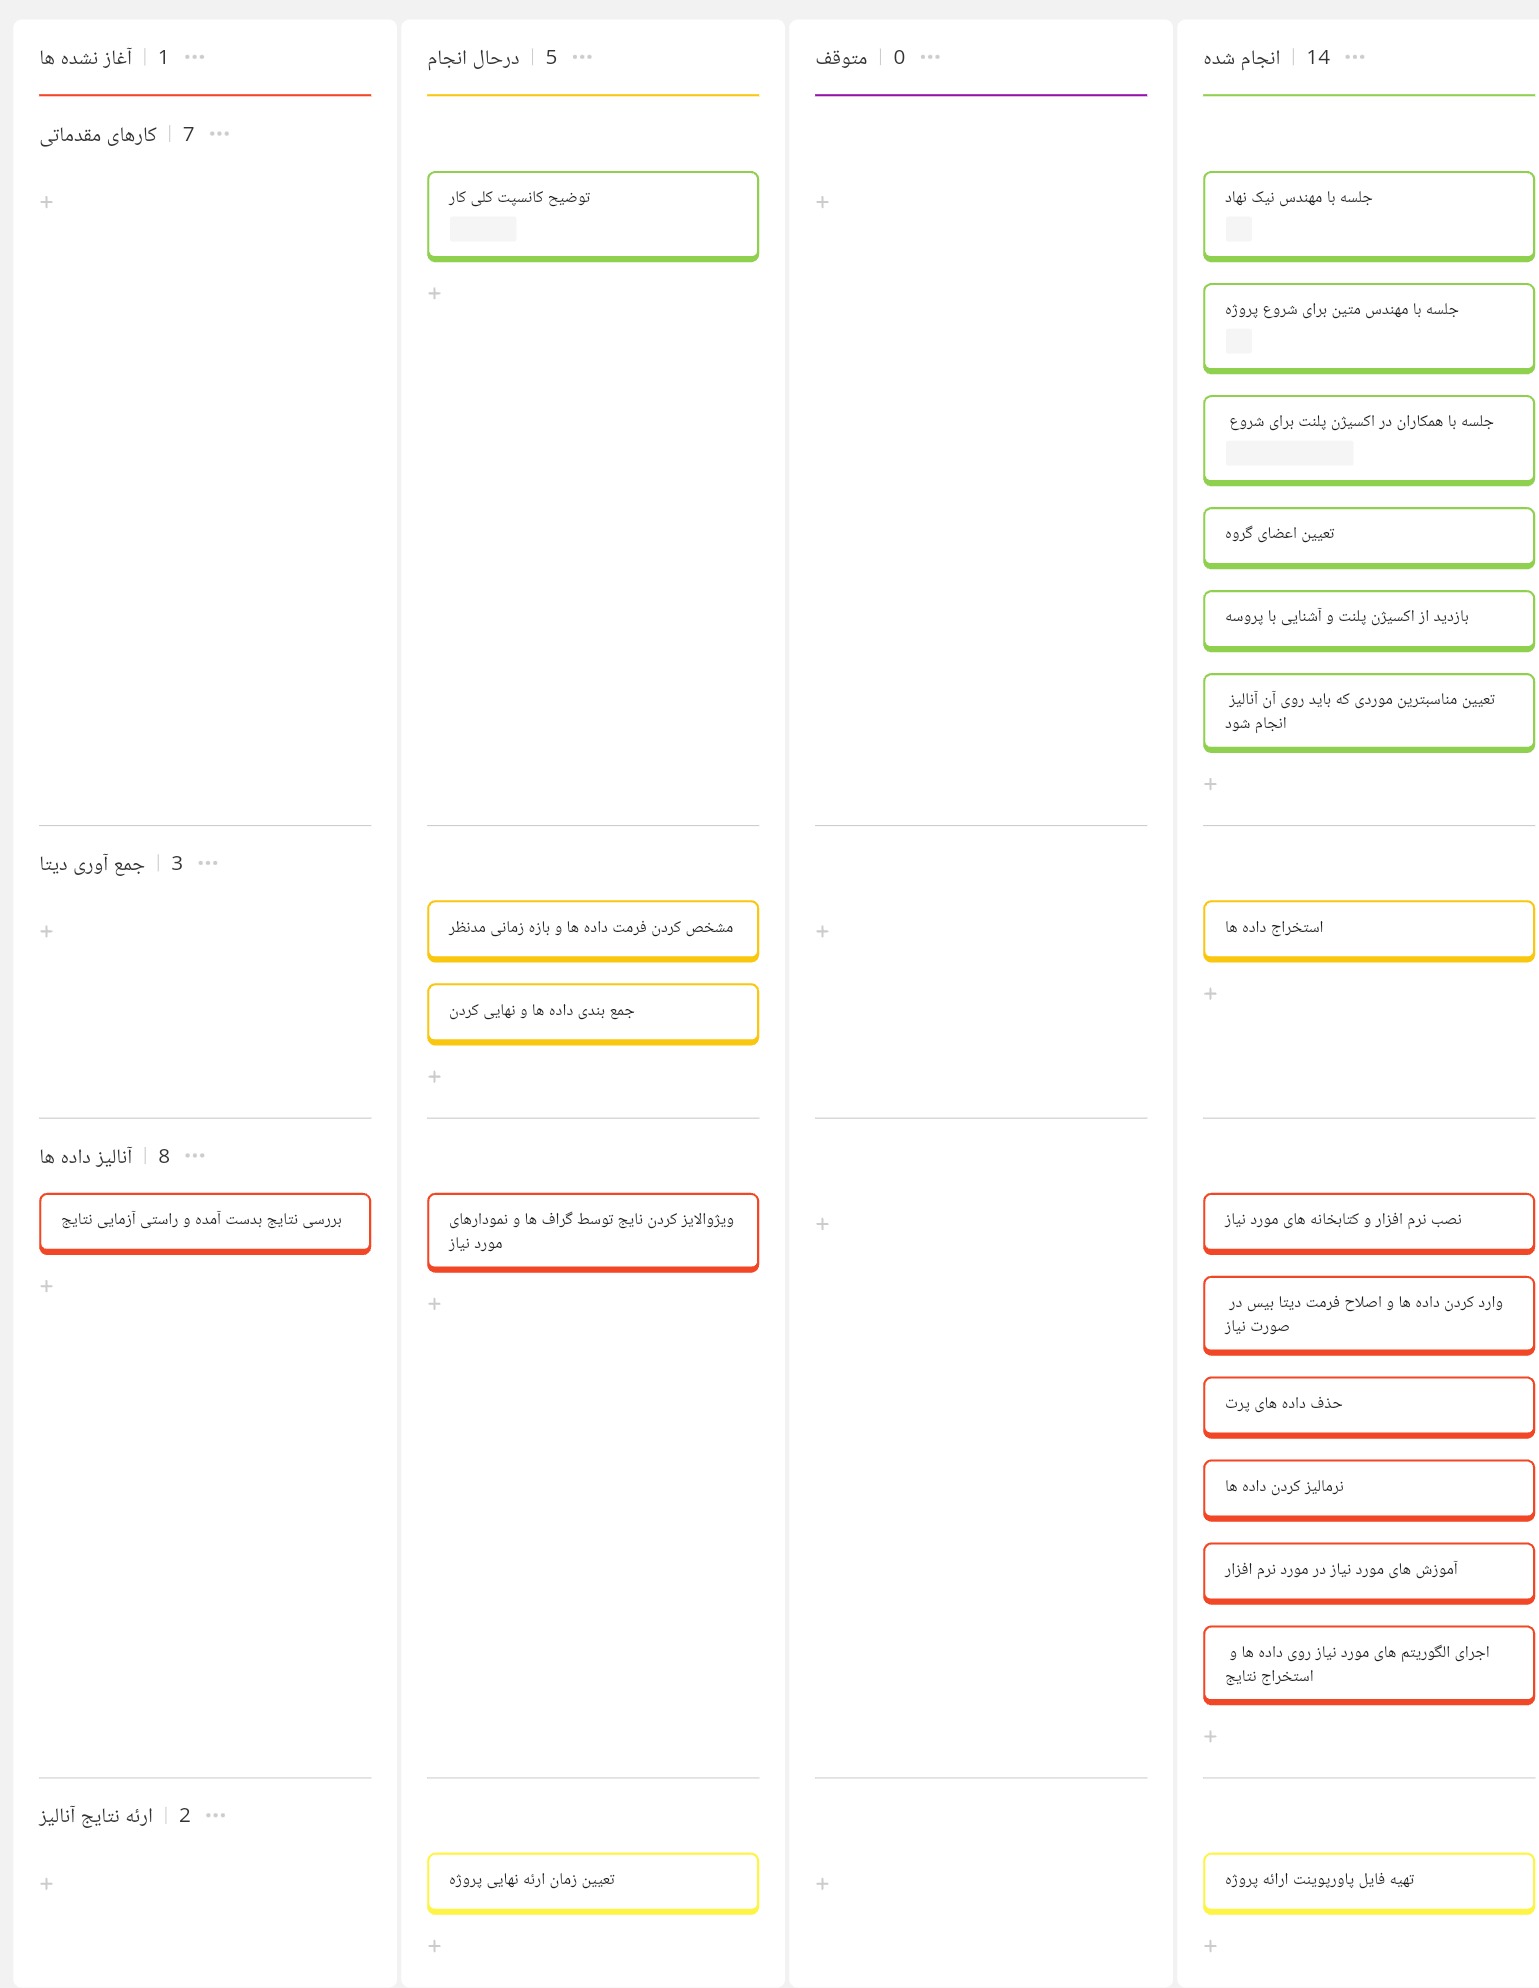 آغاز نشده ها 1
درحال انجام 5
متوقف 0
انجام شده 14
کارهای مقدماتی 7
توضیح کانسپت کلی کار
جلسه با مهندس نیک نهاد
جلسه با مهندس متین برای شروع پروژه
جلسه با همکاران در اکسیژن پلنت برای شروع
تعیین اعضای گروه
بازدید از اکسیژن پلنت و آشنایی با پروسه
تعیین مناسبترین موردی که باید روی آن آنالیز
انجام شود
جمع آوری دیتا 3
مشخص کردن فرمت داده ها و بازه زمانی مدنظر
جمع بندی داده ها و نهایی کردن
استخراج داده ها
آنالیز داده ها 8
بررسی نتایج بدست آمده و راستی آزمایی نتایج
ویژوالایز کردن نایج توسط گراف ها و نمودارهای
مورد نیاز
نصب نرم افزار و کتابخانه های مورد نیاز
وارد کردن داده ها و اصلاح فرمت دیتا بیس در
صورت نیاز
حذف داده های پرت
نرمالیز کردن داده ها
آموزش های مورد نیاز در مورد نرم افزار
اجرای الگوریتم های مورد نیاز روی داده ها و
استخراج نتایج
ارئه نتایج آنالیز 2
تعیین زمان ارئه نهایی پروژه
تهیه فایل پاورپوینت ارائه پروژه